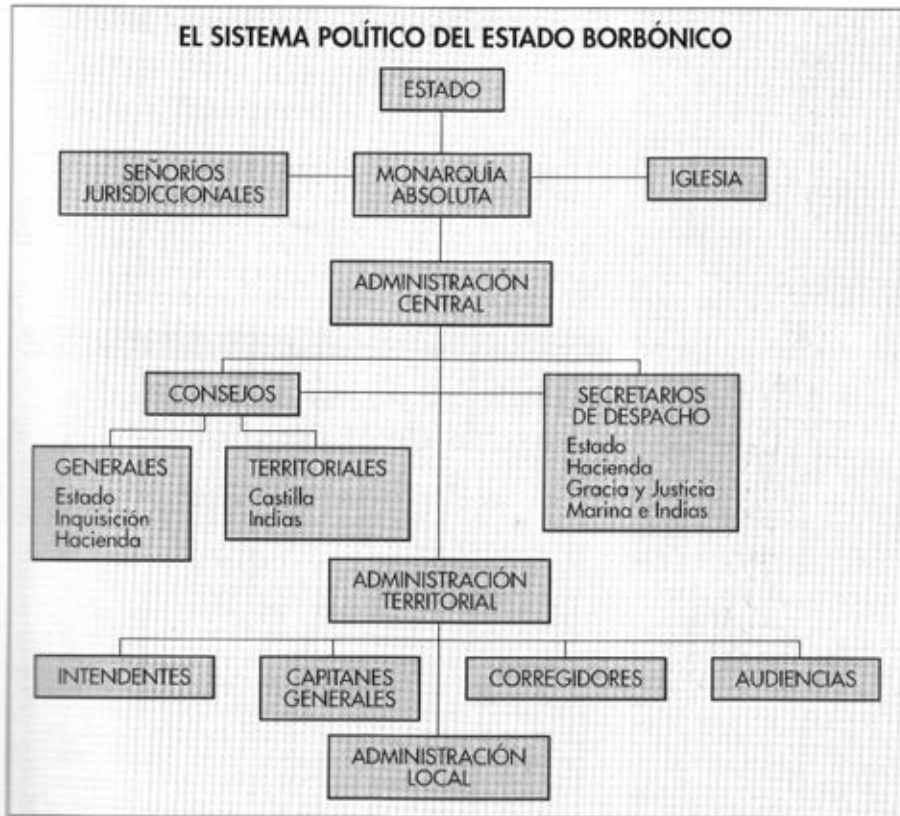 EL SISTEMA POLÍTICO DEL ESTADO BORBÓNICO
ESTADO
SEÑORÍOS
JURISDICCIONALES
MONARQUÍA
ABSOLUTA
IGLESIA
ADMINISTRACIÓN
CENTRAL
CONSEJOS
SECRETARIOS
DE DESPACHO
Estado
Hacienda
Gracia y Justicia
Marina e Indias
GENERALES
Estado
Inquisición
Hacienda
TERRITORIALES
Castilla
Indias
ADMINISTRACIÓN
TERRITORIAL
INTENDENTES
CAPITANES
GENERALES
CORREGIDORES
AUDIENCIAS
ADMINISTRACIÓN
LOCAL